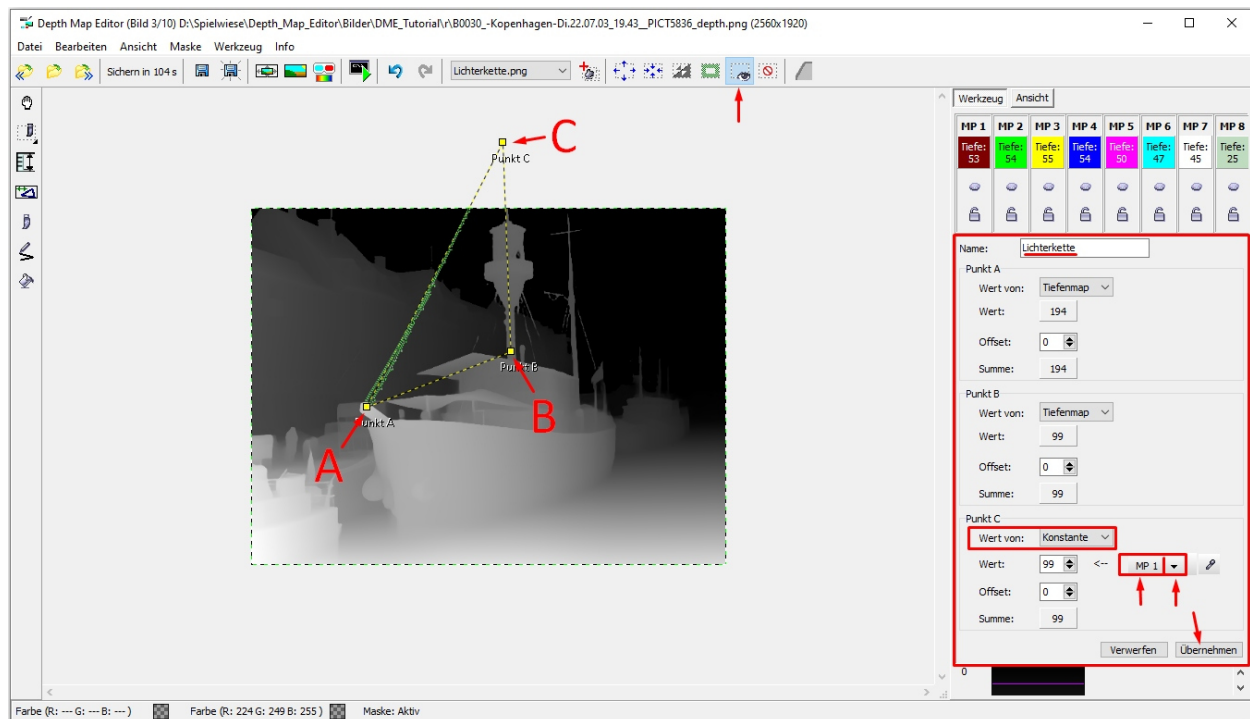 Depth Map Editor (Bild 3/10) D:\Spielwiese\Depth_Map_Editor\Bilder\DME_Tutorial\r\B0030_-Kopenhagen-Di.22.07.03_19.43__PICT5836_depth.png (2560x1920)
Datei Bearbeiten Ansicht Maske Werkzeug Info
Sichern in 104 s Lichterkette.png
Werkzeug Ansicht
MP 1 MP 2 MP 3 MP 4 MP 5 MP 6 MP 7 MP 8
Tiefe: Tiefe: Tiefe: Tiefe: Tiefe: Tiefe: Tiefe: Tiefe:
53 54 55 54 50 47 45 25
C
Punkt C
Punkt B
B
Punkt A
A
Name: Lichterkette
Punkt A
Wert von: Tiefenmap
Wert: 194
Offset: 0
Summe: 194
Punkt B
Wert von: Tiefenmap
Wert: 99
Offset: 0
Summe: 99
Punkt C
Wert von: Konstante
Wert: 99 <-- MP 1
Offset: 0
Summe: 99
Verwerfen Übernehmen
0
Farbe (R: --- G: --- B: --- ) Farbe (R: 224 G: 249 B: 255 ) Maske: Aktiv